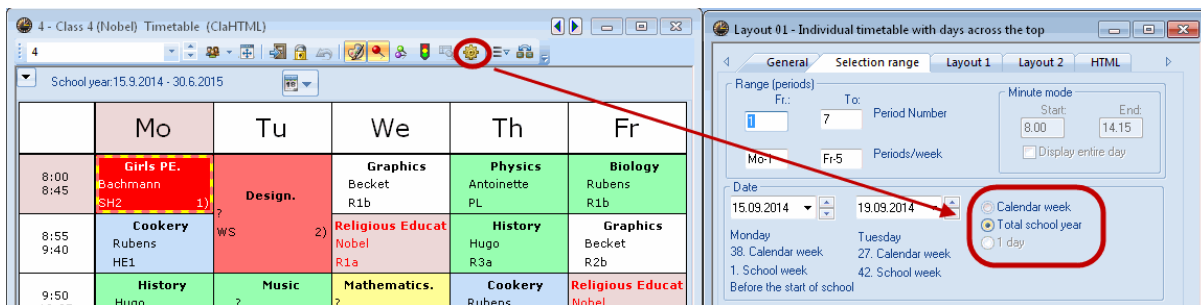 4 - Class 4 (Nobel) Timetable (ClaHTML)
4
School year:15.9.2014 - 30.6.2015
Mo Tu We Th Fr
8:00
8:45
Girls PE.
Bachmann
SH2 1)
Design.
?
WS 2)
Graphics
Becket
R1b
Physics
Antoinette
PL
Biology
Rubens
R1b
8:55
9:40
Cookery
Rubens
HE1
Religious Educat
Nobel
R1a
History
Hugo
R3a
Graphics
Becket
R2b
9:50
History
Hugo
Music
?
Mathematics.
?
Cookery
Rubens
Religious Educat
Nobel
Layout 01 - Individual timetable with days across the top
General Selection range Layout 1 Layout 2 HTML
Range (periods)
Fr.: To:
1 7 Period Number
Mo-1 Fr-5 Periods/week
Minute mode
Start: End:
8.00 14.15
Display entire day
Date
15.09.2014 19.09.2014
Monday Tuesday
38. Calendar week 27. Calendar week
1. School week 42. School week
Before the start of school
Calendar week
Total school year
1 day